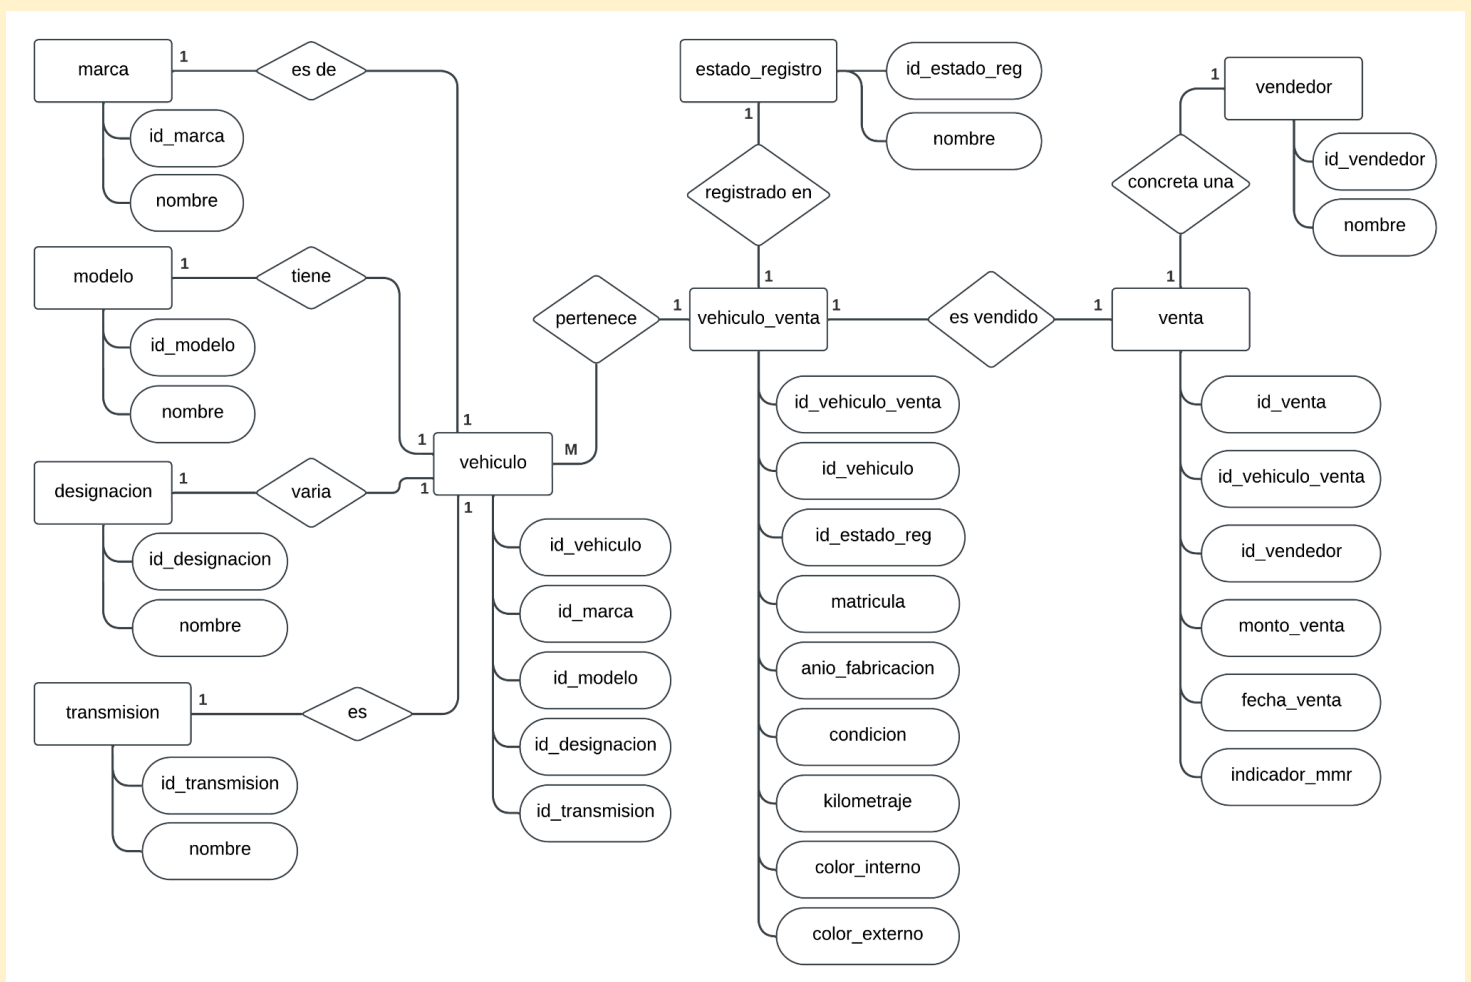 marca
1
es de
id_marca
nombre
modelo
1
tiene
id_modelo
nombre
designacion
1
varia
id_designacion
nombre
transmision
1
es
id_transmision
nombre
1
1
vehiculo
1
1
M
id_vehiculo
id_marca
id_modelo
id_designacion
id_transmision
pertenece
1
estado_registro
id_estado_reg
nombre
1
registrado en
1
vehiculo_venta
1
id_vehiculo_venta
id_vehiculo
id_estado_reg
matricula
anio_fabricacion
condicion
kilometraje
color_interno
color_externo
es vendido
1
vendedor
1
id_vendedor
nombre
concreta una
1
venta
id_venta
id_vehiculo_venta
id_vendedor
monto_venta
fecha_venta
indicador_mmr